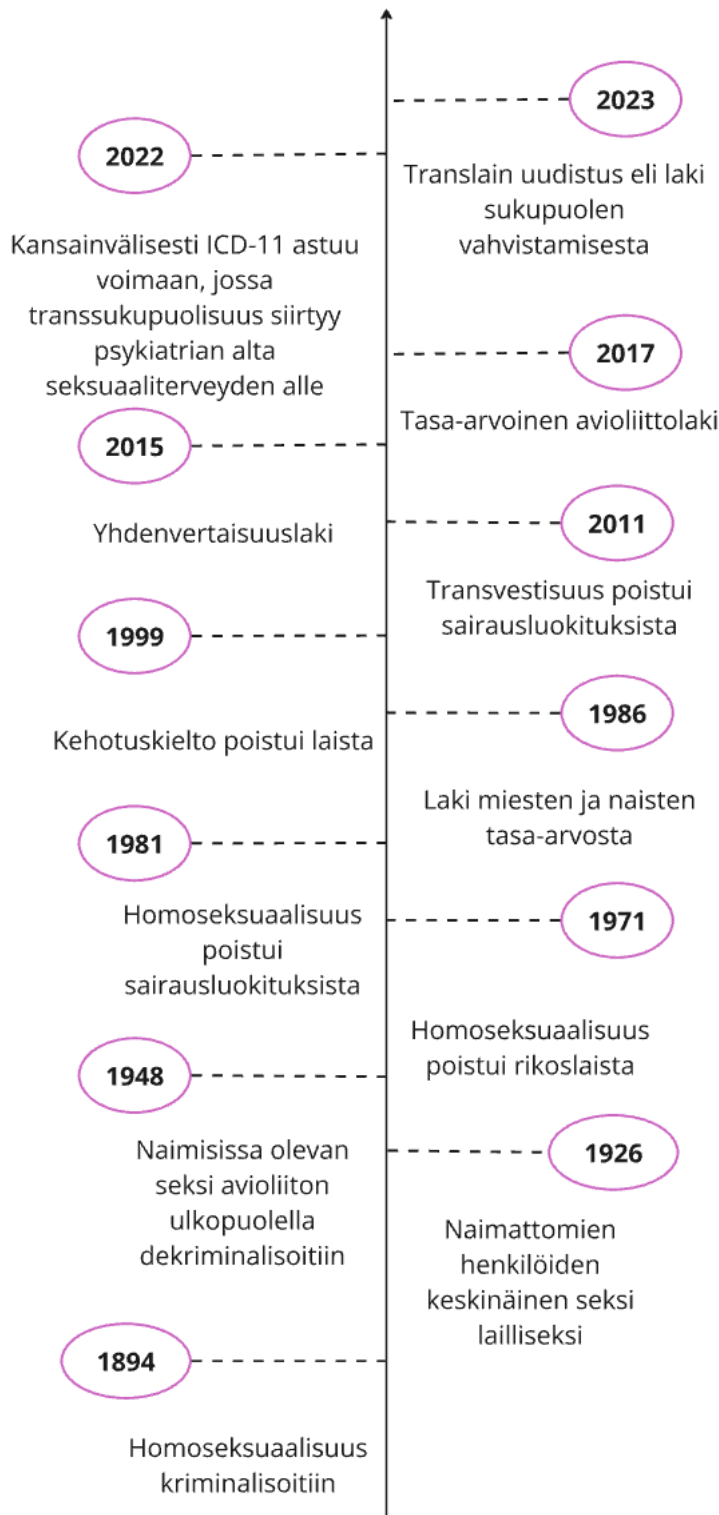 2023
Translain uudistus eli laki
sukupuolen
vahvistamisesta
2022
Kansainvälisesti ICD-11 astuu
voimaan, jossa
transsukupuolisuus siirtyy
psykiatrian alta
seksuaaliterveyden alle
2017
Tasa-arvoinen avioliittolaki
2015
Yhdenvertaisuuslaki
2011
Transvestisuus poistui
sairausluokituksista
1999
Kehotuskielto poistui laista
1986
Laki miesten ja naisten
tasa-arvosta
1981
Homoseksuaalisuus
poistui
sairausluokituksista
1971
Homoseksuaalisuus
poistui rikoslaista
1948
Naimisissa olevan
seksi avioliiton
ulkopuolella
dekriminalisoitiin
1926
Naimattomien
henkilöiden
keskinäinen seksi
lailliseksi
1894
Homoseksuaalisuus
kriminalisoitiin